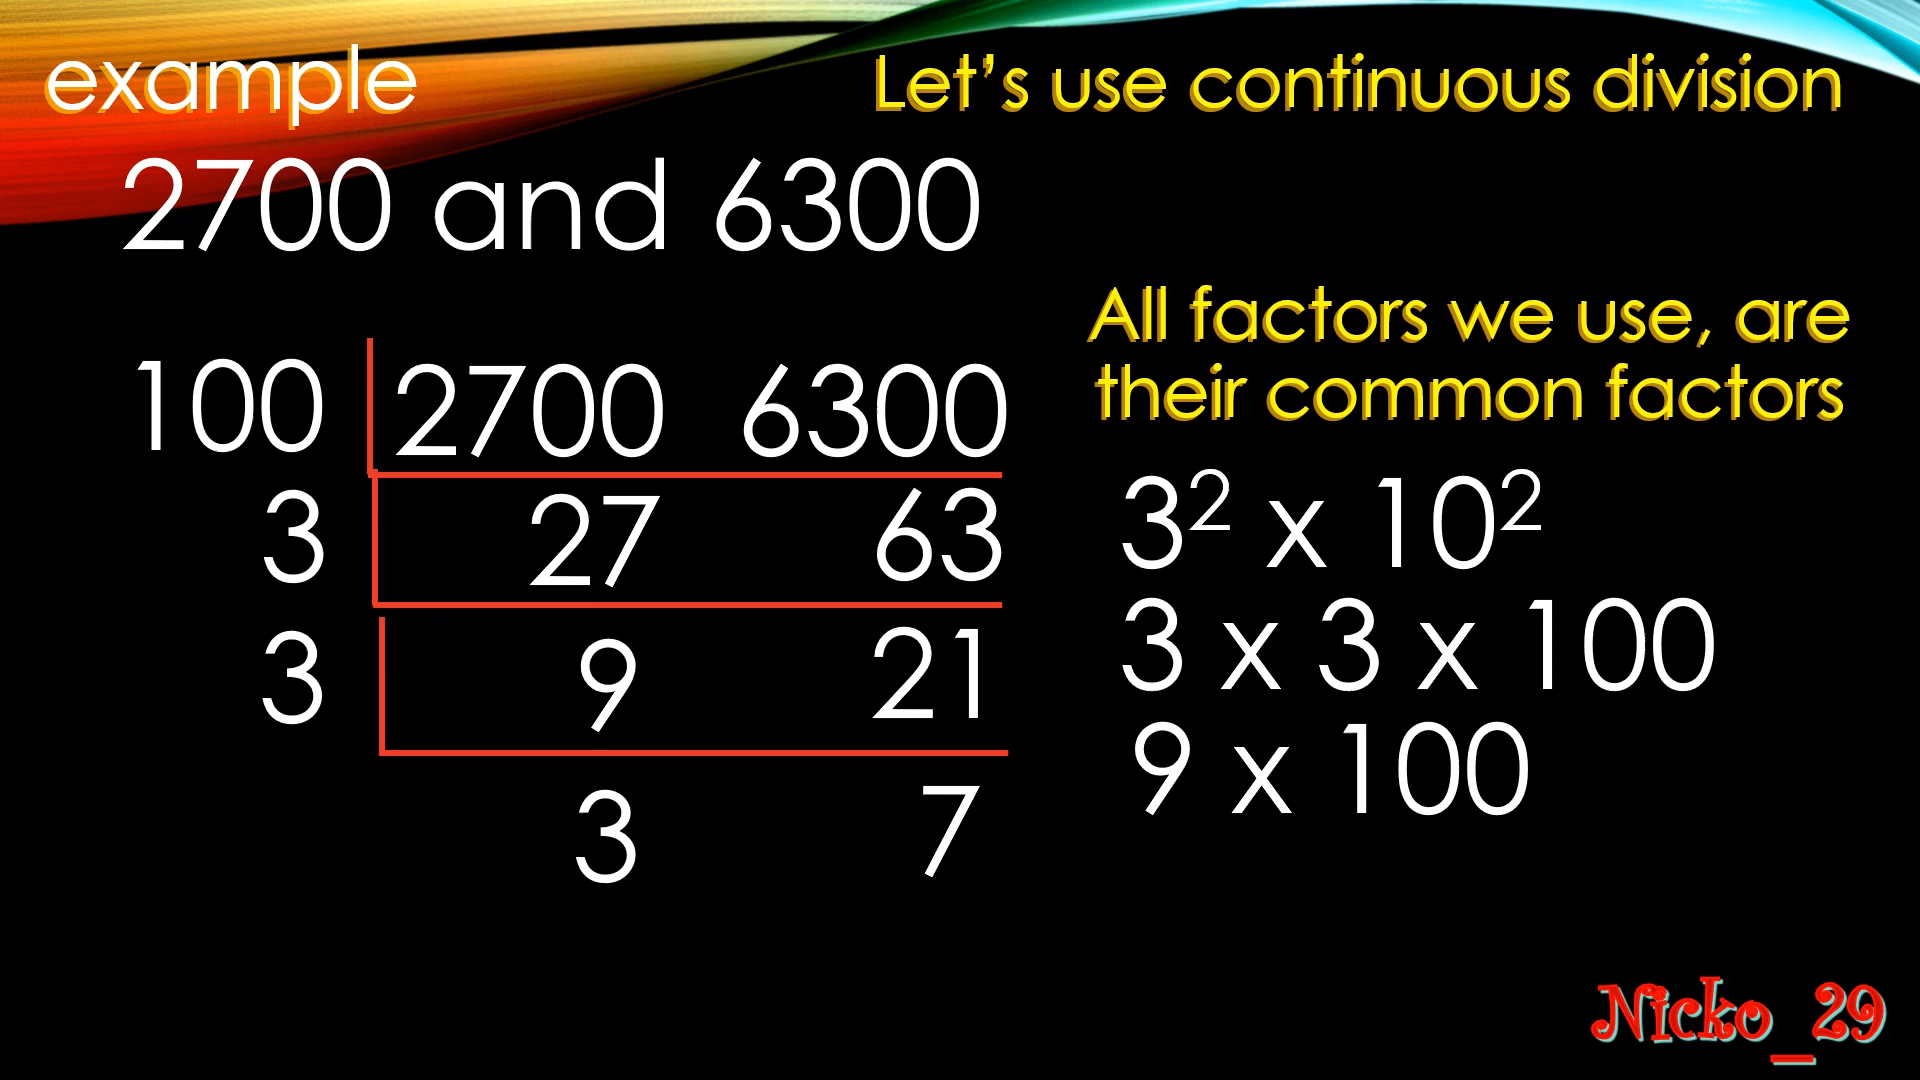 example
Let’s use continuous division
2700 and 6300
All factors we use, are
their common factors
100 2700 6300
3 27 63
3 9 21
3 7
3² x 10²
3 x 3 x 100
9 x 100
Nicko_29